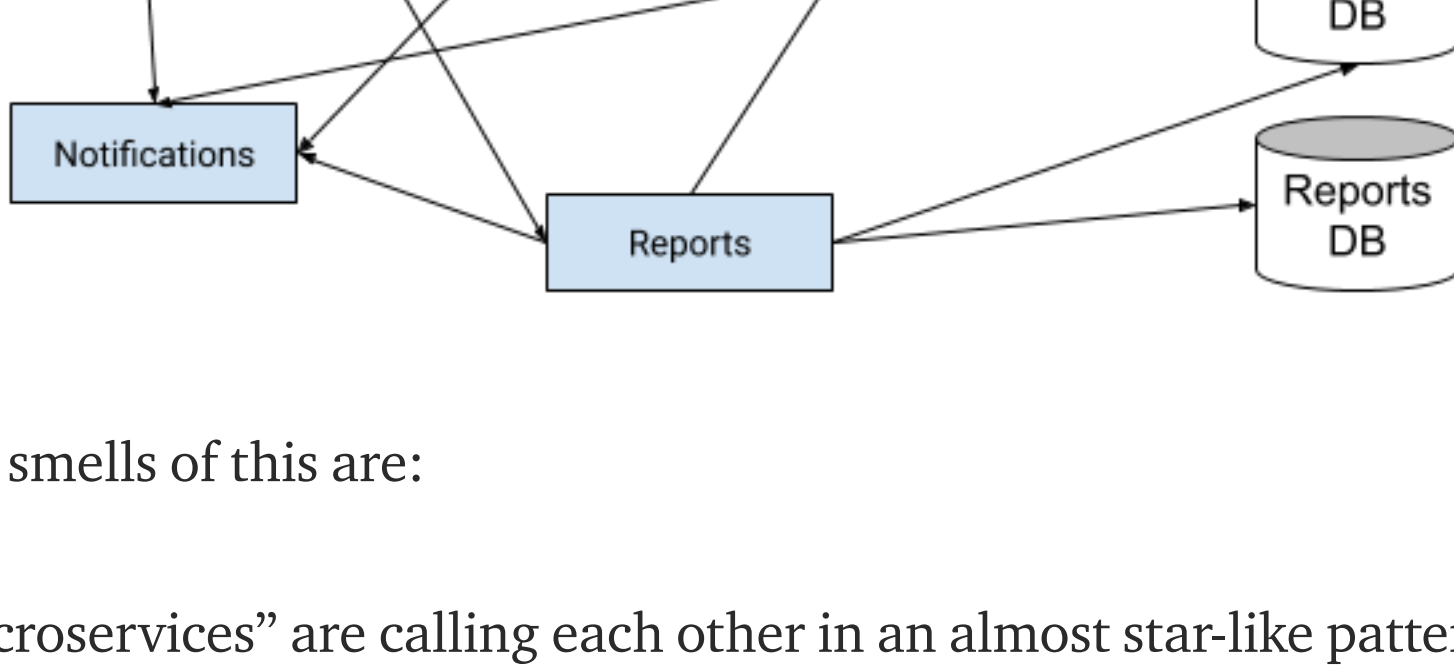 DB
Notifications
Reports
DB
Reports
smells of this are:
croservices” are calling each other in an almost star-like patte